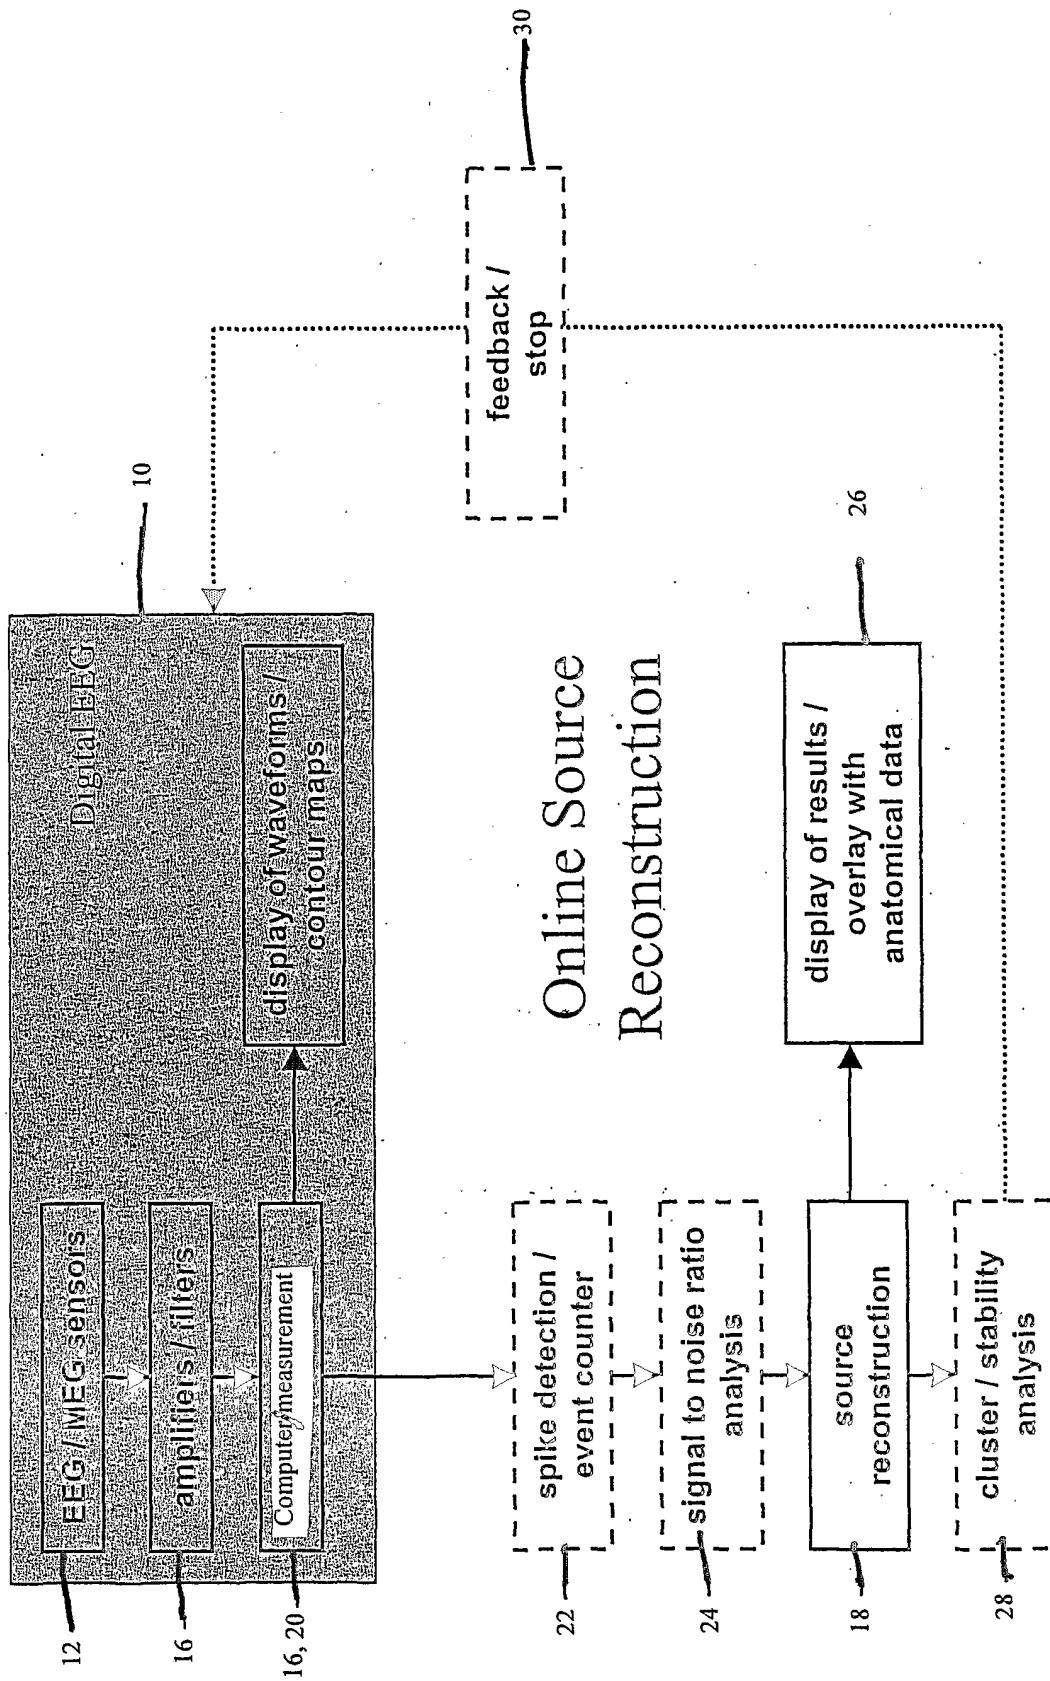 Digital EEG
10
12
EEG / MEG sensors
16
amplifiers / filters
16, 20
Computer measurement
display of waveforms /
contour maps
Online Source
Reconstruction
22
spike detection /
event counter
24
signal to noise ratio
analysis
18
source
reconstruction
display of results /
overlay with
anatomical data
26
28
cluster / stability
analysis
feedback /
stop
30